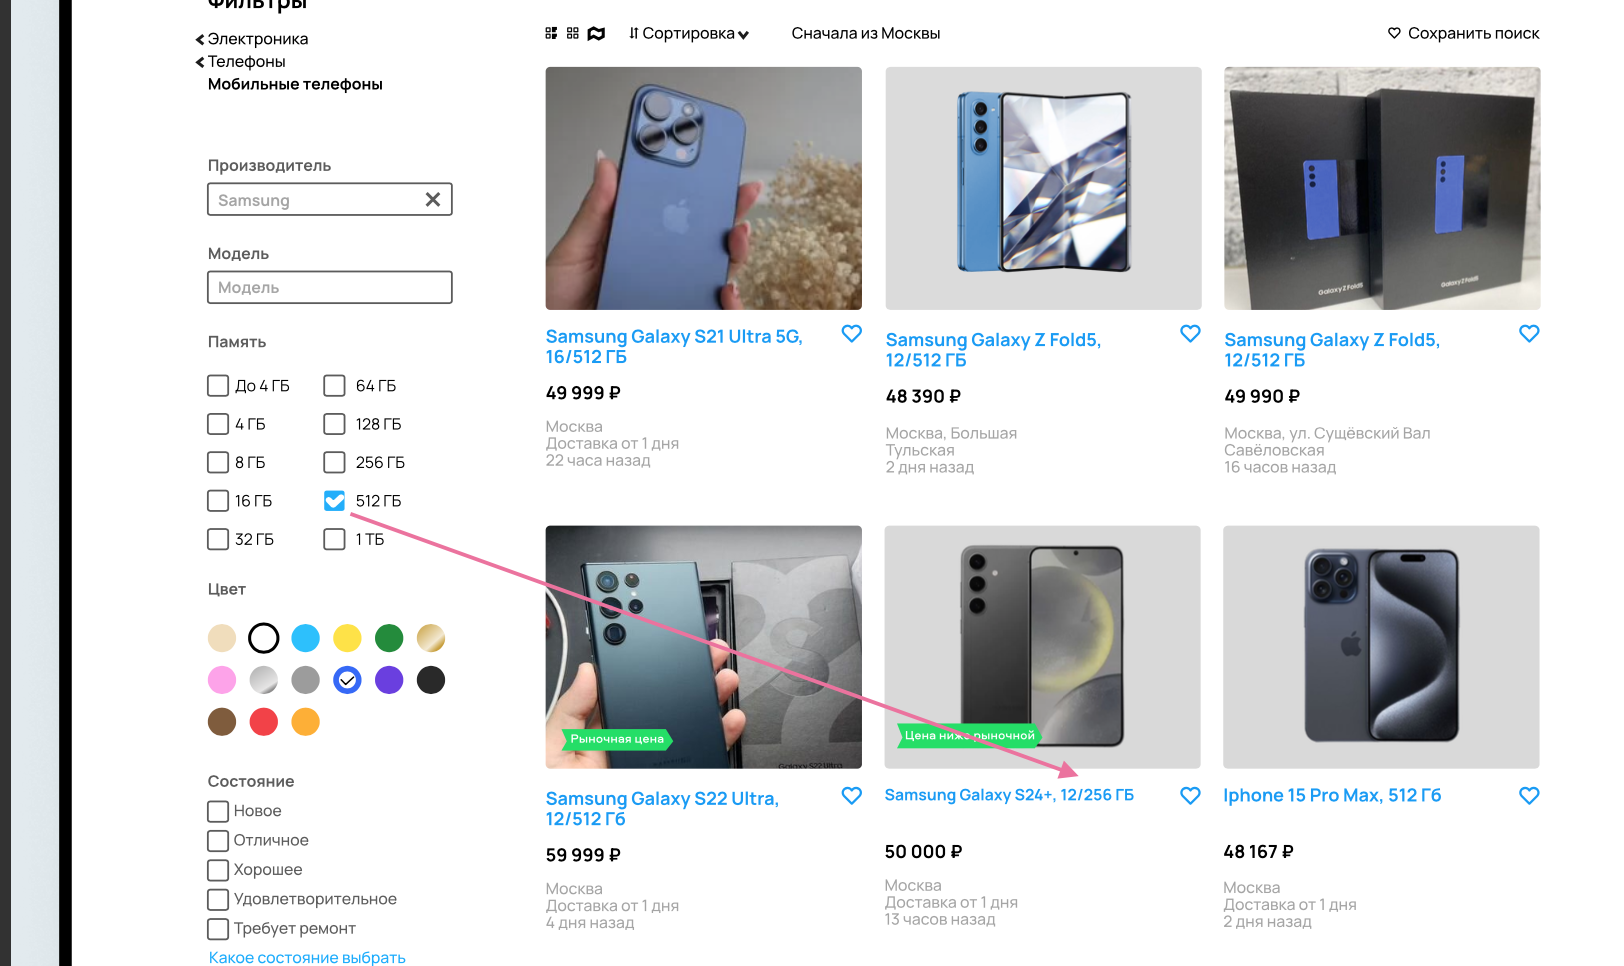 Фильтры
Электроника
Телефоны
Мобильные телефоны
Производитель
Samsung
Модель
Модель
Память
До 4 ГБ
64 ГБ
4 ГБ
128 ГБ
8 ГБ
256 ГБ
16 ГБ
512 ГБ
32 ГБ
1 ТБ
Цвет
Состояние
Новое
Отличное
Хорошее
Удовлетворительное
Требует ремонт
Какое состояние выбрать
Сортировка
Сначала из Москвы
Сохранить поиск
Samsung Galaxy S21 Ultra 5G,
16/512 ГБ
49 999 ₽
Москва
Доставка от 1 дня
22 часа назад
Samsung Galaxy Z Fold5,
12/512 ГБ
48 390 ₽
Москва, Большая
Тульская
2 дня назад
Galaxy Z Fold5
Galaxy Z Fold5
Samsung Galaxy Z Fold5,
12/512 ГБ
49 990 ₽
Москва, ул. Сущёвский Вал
Савёловская
16 часов назад
Рыночная цена
Galaxy S22 Ultra
Samsung Galaxy S22 Ultra,
12/512 Гб
59 999 ₽
Москва
Доставка от 1 дня
4 дня назад
Цена ниже рыночной
Samsung Galaxy S24+, 12/256 ГБ
50 000 ₽
Москва
Доставка от 1 дня
13 часов назад
Iphone 15 Pro Max, 512 Гб
48 167 ₽
Москва
Доставка от 1 дня
2 дня назад